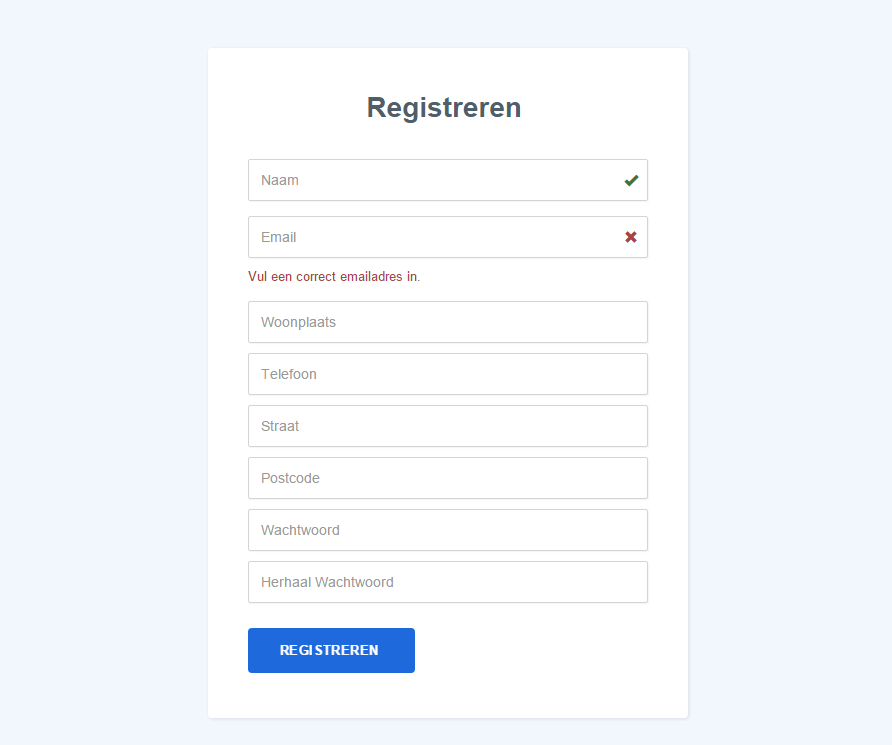 Registreren
Naam
Email
Vul een correct emailadres in.
Woonplaats
Telefoon
Straat
Postcode
Wachtwoord
Herhaal Wachtwoord
REGISTREREN